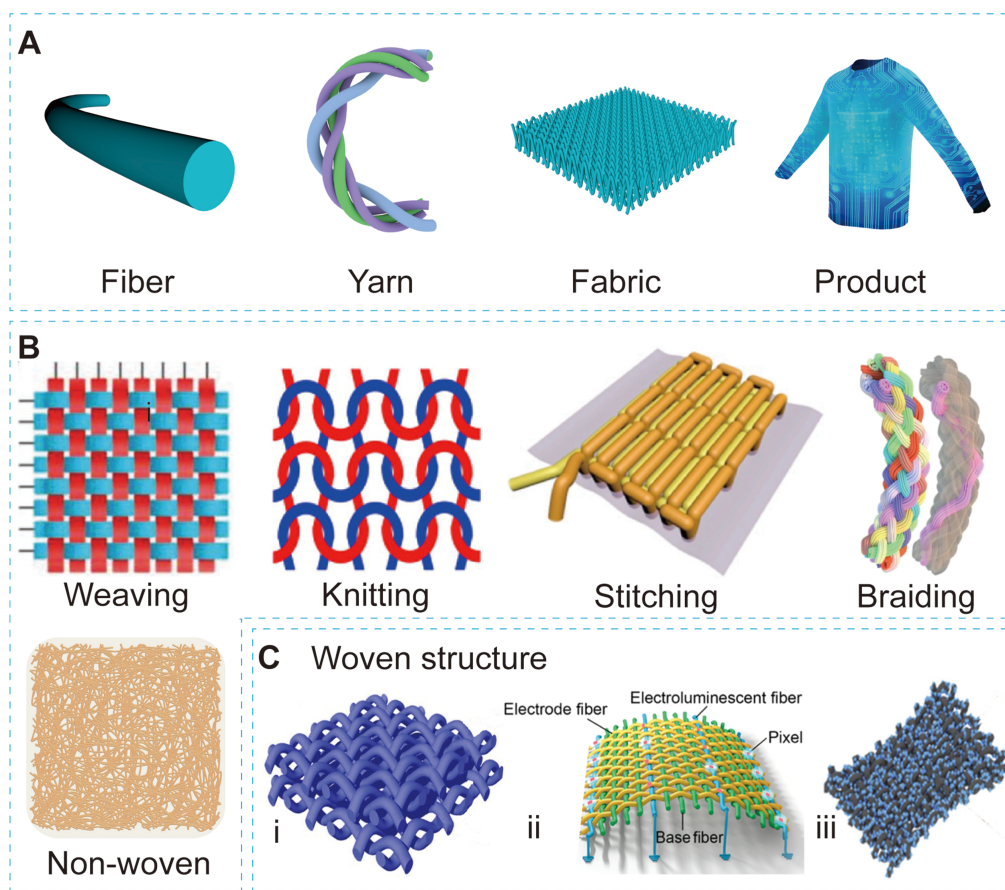 A
Fiber
Yarn
Fabric
Product
B
i
Weaving
Knitting
Stitching
Braiding
Non-woven
C Woven structure
i
Electrode fiber
Electroluminescent fiber
Pixel
Base fiber
ii
iii